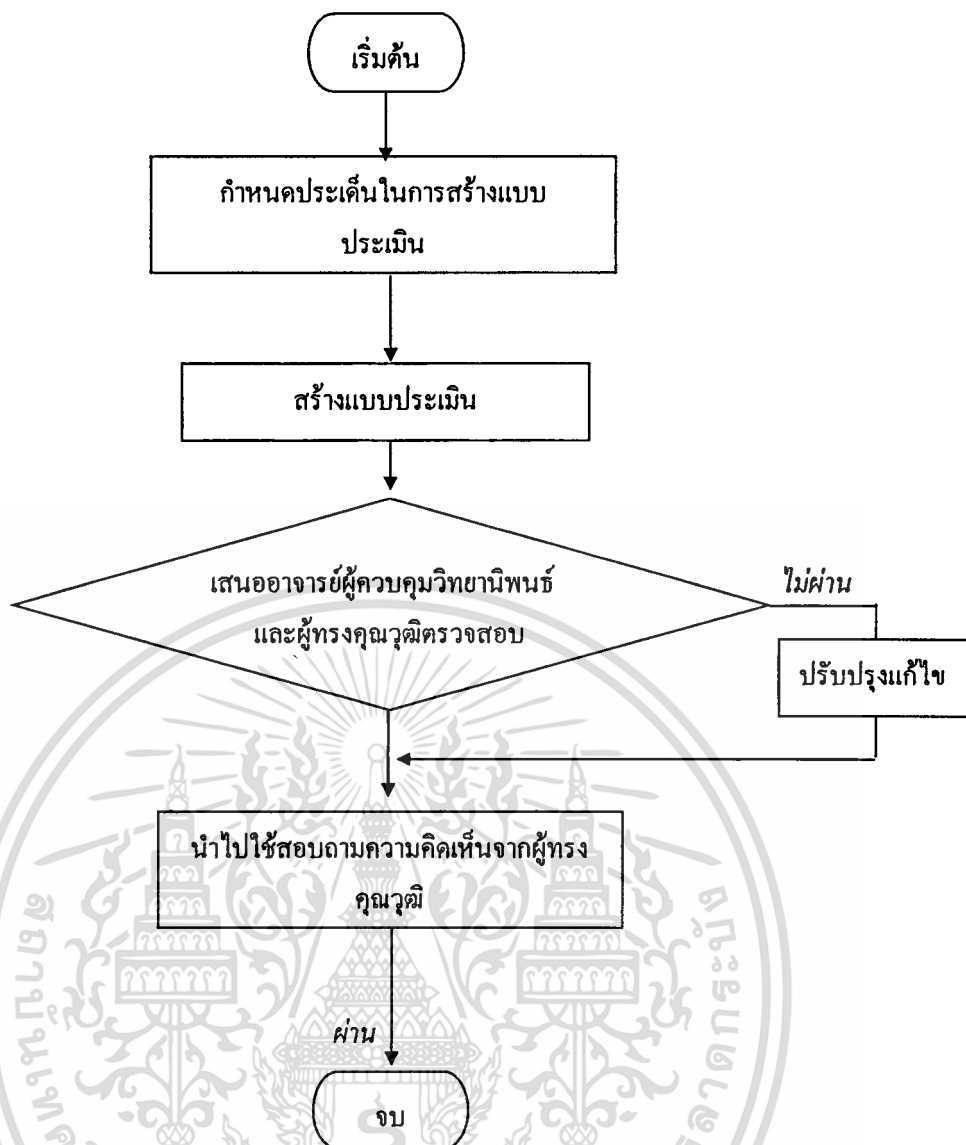 เริ่มต้น
กำหนดประเด็นในการสร้างแบบ
ประเมิน
สร้างแบบประเมิน
เสนออาจารย์ผู้ควบคุมวิทยานิพนธ์
และผู้ทรงคุณวุฒิตรวจสอบ
ไม่ผ่าน
ปรับปรุงแก้ไข
นำไปใช้สอบถามความคิดเห็นจากผู้ทรง
คุณวุฒิ
ผ่าน
จบ